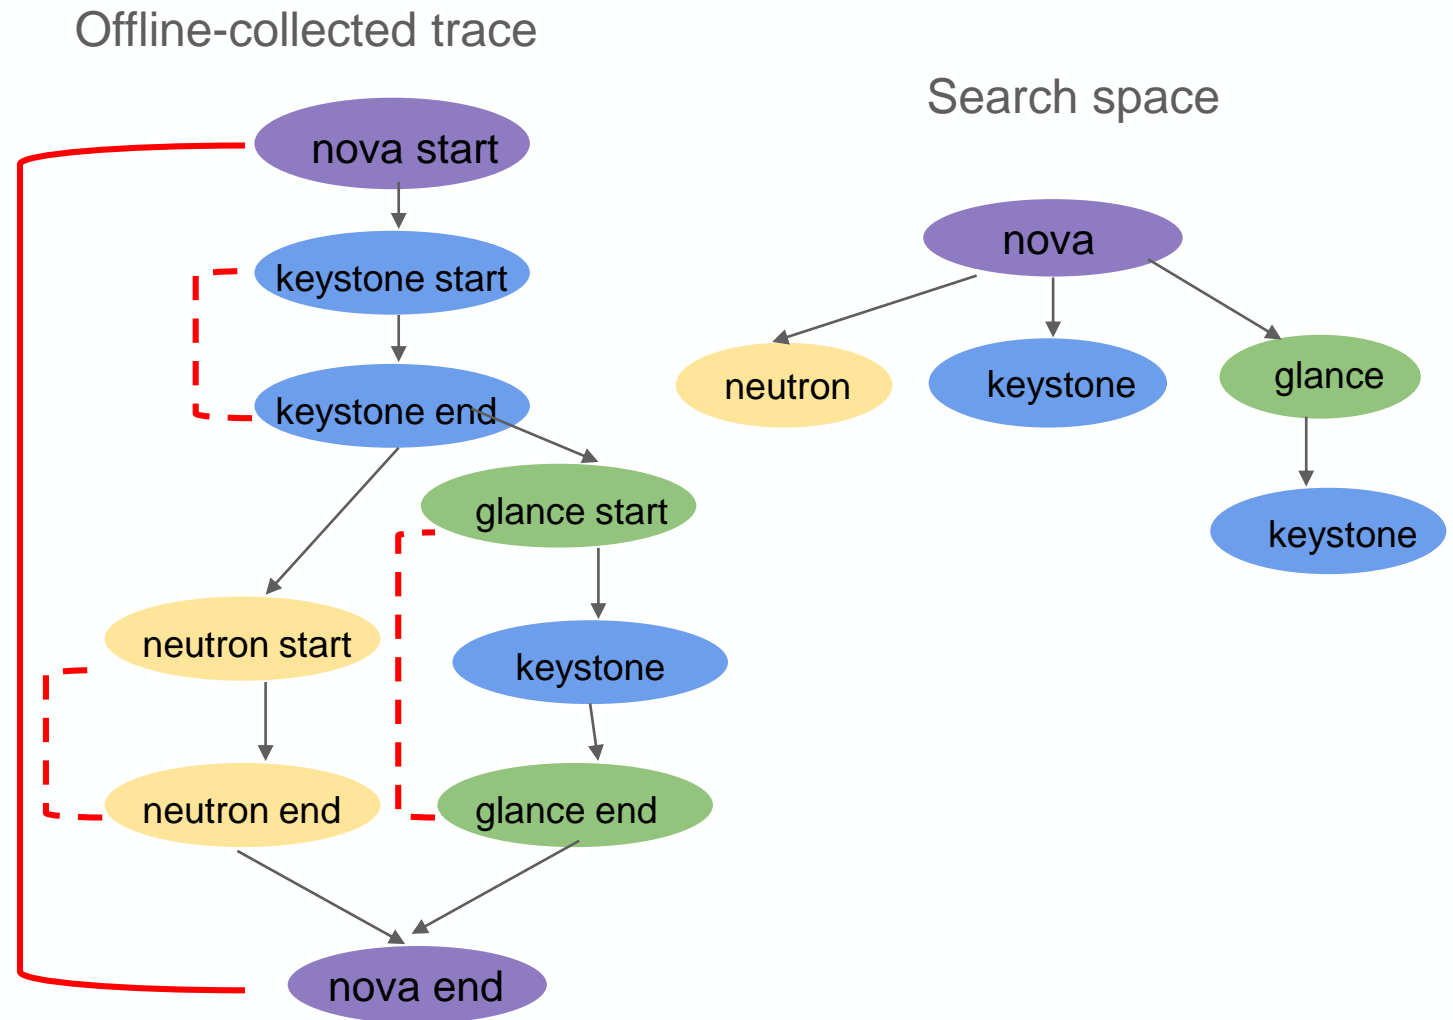 Offline-collected trace
nova start
keystone start
keystone end
glance start
neutron start
keystone
neutron end
glance end
nova end
Search space
nova
neutron
keystone
glance
keystone